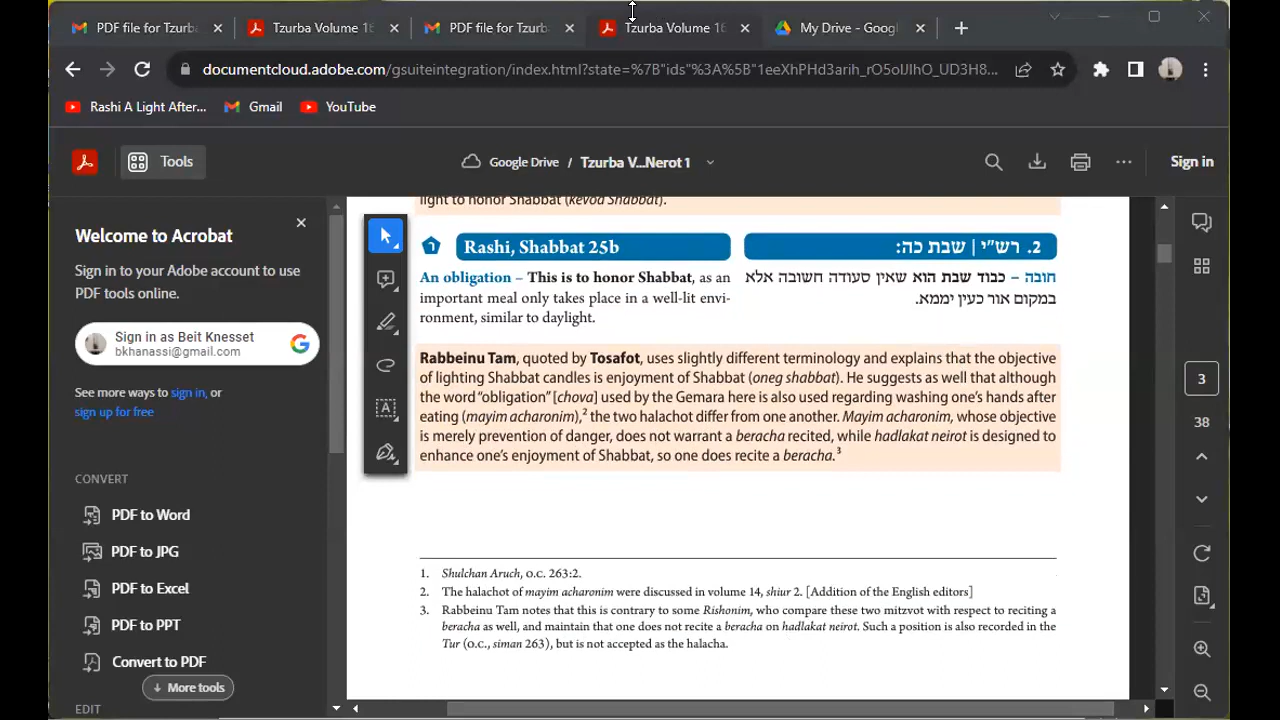 PDF file for Tzurba
Tzurba Volume 16
PDF file for Tzurba
Tzurba Volume 16
My Drive - Googl
documentcloud.adobe.com/gsuiteintegration/index.html?state=%7B"ids"%3A%5B"1eeXhPHd3arih_rO5oIJIhO_UD3H8...
Rashi A Light After...
Gmail
YouTube
Tools
Google Drive / Tzurba V...Nerot 1
Sign in
light to honor Shabbat (kevod Shabbat).
Welcome to Acrobat
Sign in to your Adobe account to use
PDF tools online.
Sign in as Beit Knesset
bkhanassi@gmail.com
See more ways to sign in, or
sign up for free
CONVERT
PDF to Word
PDF to JPG
PDF to Excel
PDF to PPT
Convert to PDF
More tools
EDIT
Rashi, Shabbat 25b
An obligation – This is to honor Shabbat, as an
important meal only takes place in a well-lit envi-
ronment, similar to daylight.
2. רש"י | שבת כה:
חובה – כבוד שבת הוא שאין סעודה חשובה אלא
במקום אור כעין יממא.
Rabbeinu Tam, quoted by Tosafot, uses slightly different terminology and explains that the objective
of lighting Shabbat candles is enjoyment of Shabbat (oneg shabbat). He suggests as well that although
the word "obligation" [chova] used by the Gemara here is also used regarding washing one's hands after
eating (mayim acharonim),2 the two halachot differ from one another. Mayim acharonim, whose objective
is merely prevention of danger, does not warrant a beracha recited, while hadlakat neirot is designed to
enhance one's enjoyment of Shabbat, so one does recite a beracha.3
1. Shulchan Aruch, O.C. 263:2.
2. The halachot of mayim acharonim were discussed in volume 14, shiur 2. [Addition of the English editors]
3. Rabbeinu Tam notes that this is contrary to some Rishonim, who compare these two mitzvot with respect to reciting a
beracha as well, and maintain that one does not recite a beracha on hadlakat neirot. Such a position is also recorded in the
Tur (O.C., siman 263), but is not accepted as the halacha.
3
38